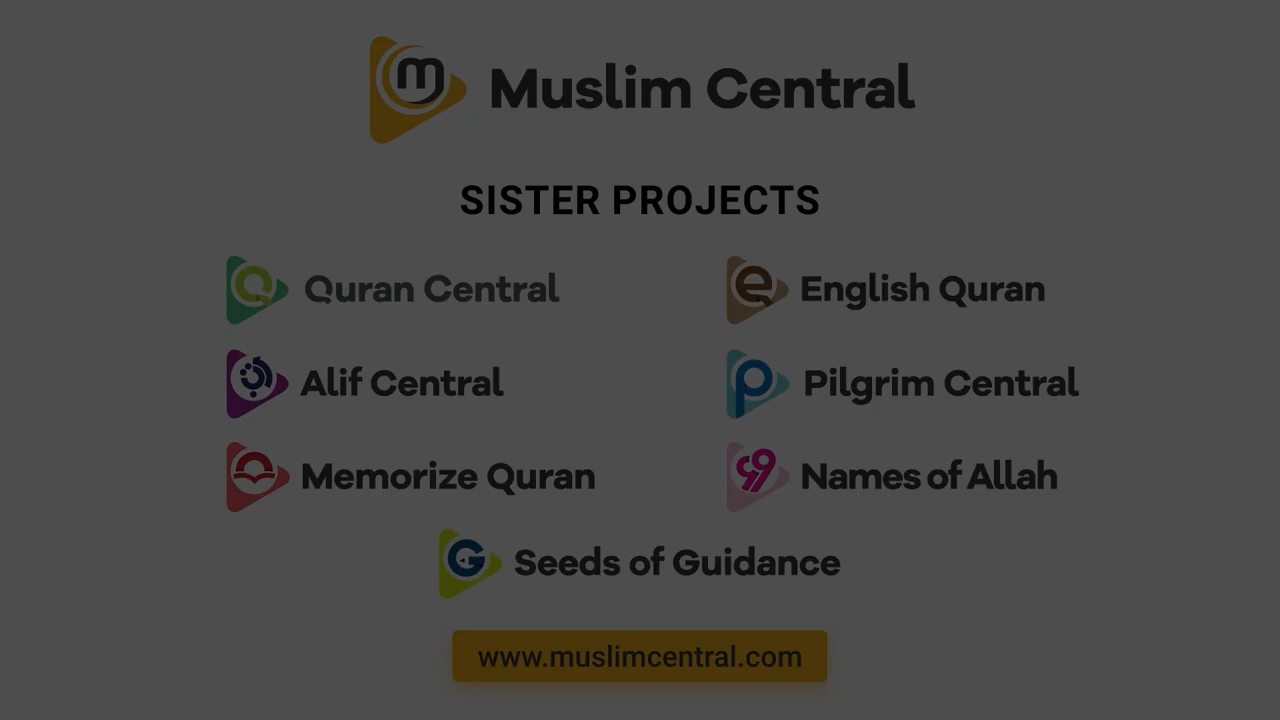 Muslim Central
SISTER PROJECTS
Quran Central
English Quran
Alif Central
Pilgrim Central
Memorize Quran
Names of Allah
Seeds of Guidance
www.muslimcentral.com